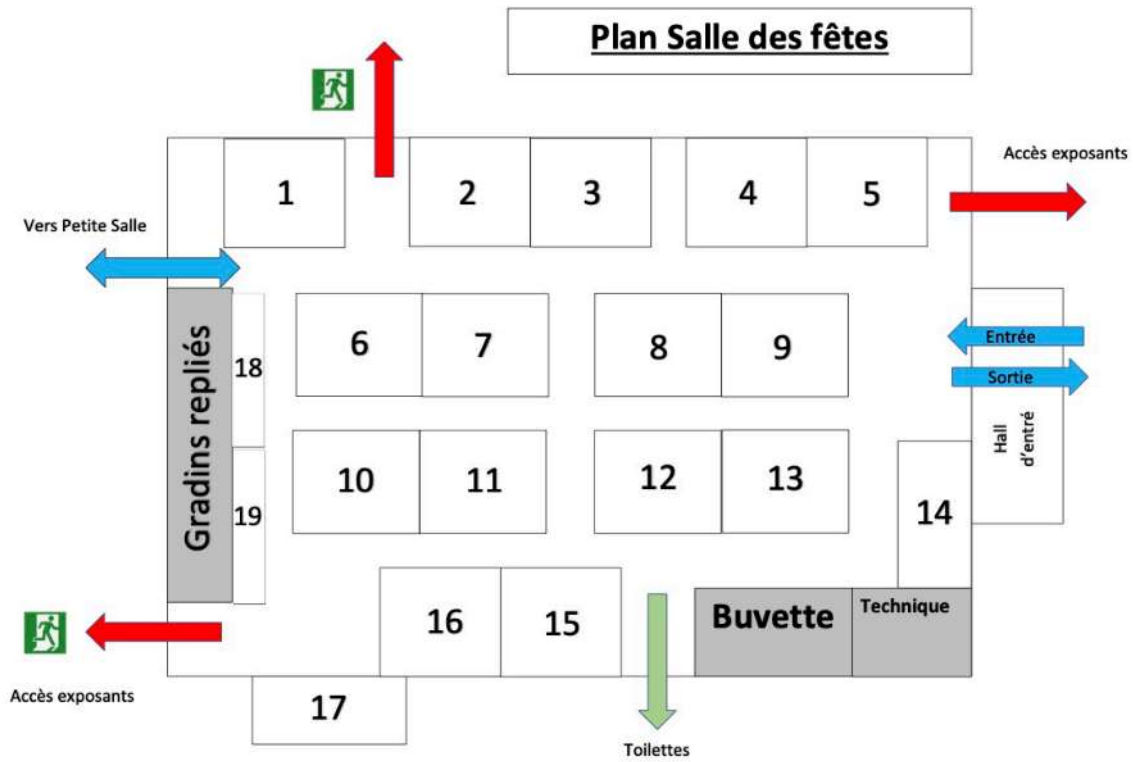 Plan Salle des fêtes
Accès exposants
1
2
3
4
5
Vers Petite Salle
Gradins repliés
18
6
7
8
9
Entrée
Sortie
Hall
d'entré
19
10
11
12
13
14
16
15
Buvette
Technique
Accès exposants
17
Toilettes